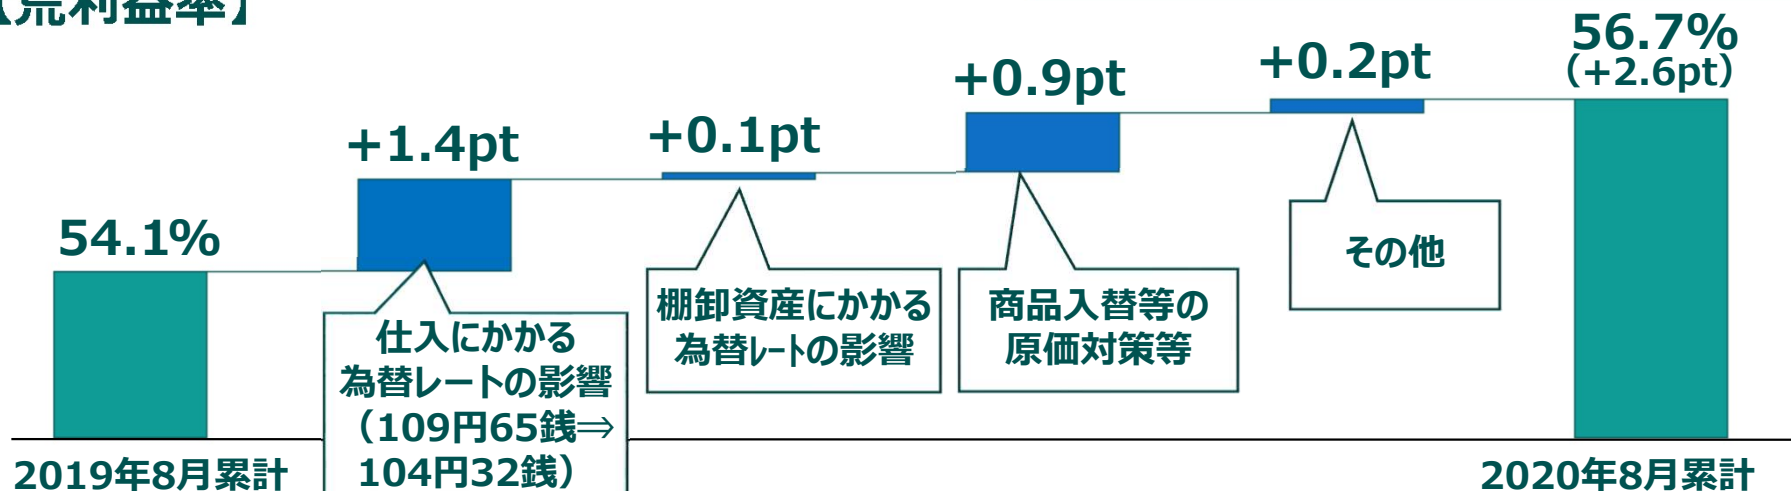 【荒利益率】
54.1%
+1.4pt
+0.1pt
+0.9pt
+0.2pt
56.7%
(+2.6pt)
仕入にかかる
為替レートの影響
（109円65銭⇒
104円32銭）
棚卸資産にかかる
為替レートの影響
商品入替等の
原価対策等
その他
2019年8月累計
2020年8月累計